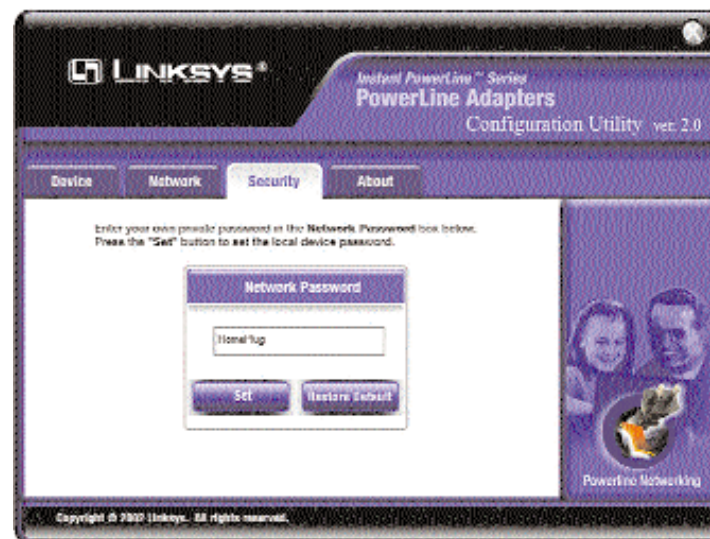 LINKSYS®
Instant PowerLine™ Series
PowerLine Adapters
Configuration Utility ver. 2.0
Device Network Security About
Enter your own private password in the Network Password box below.
Press the "Set" button to set the local device password.
Network Password
HomePlug
Set Restore Default
Powerline Networking
Copyright © 2002 Linksys. All rights reserved.